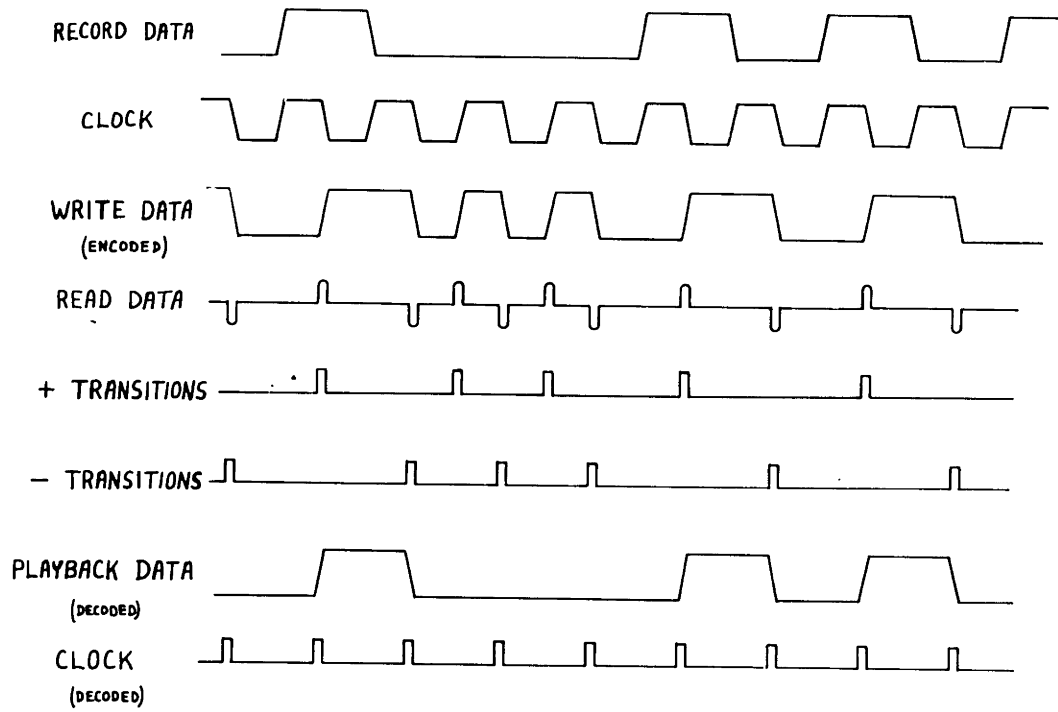 RECORD DATA
CLOCK
WRITE DATA
(ENCODED)
READ DATA
+ TRANSITIONS
- TRANSITIONS
PLAYBACK DATA
(DECODED)
CLOCK
(DECODED)